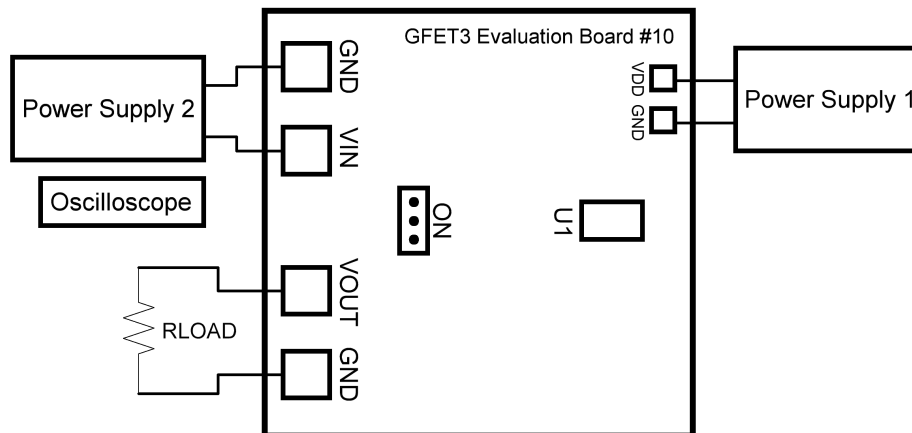 GFET3 Evaluation Board #10
GND
VDD
Power Supply 2
Power Supply 1
GND
VIN
Oscilloscope
ON
U1
VOUT
RLOAD
GND